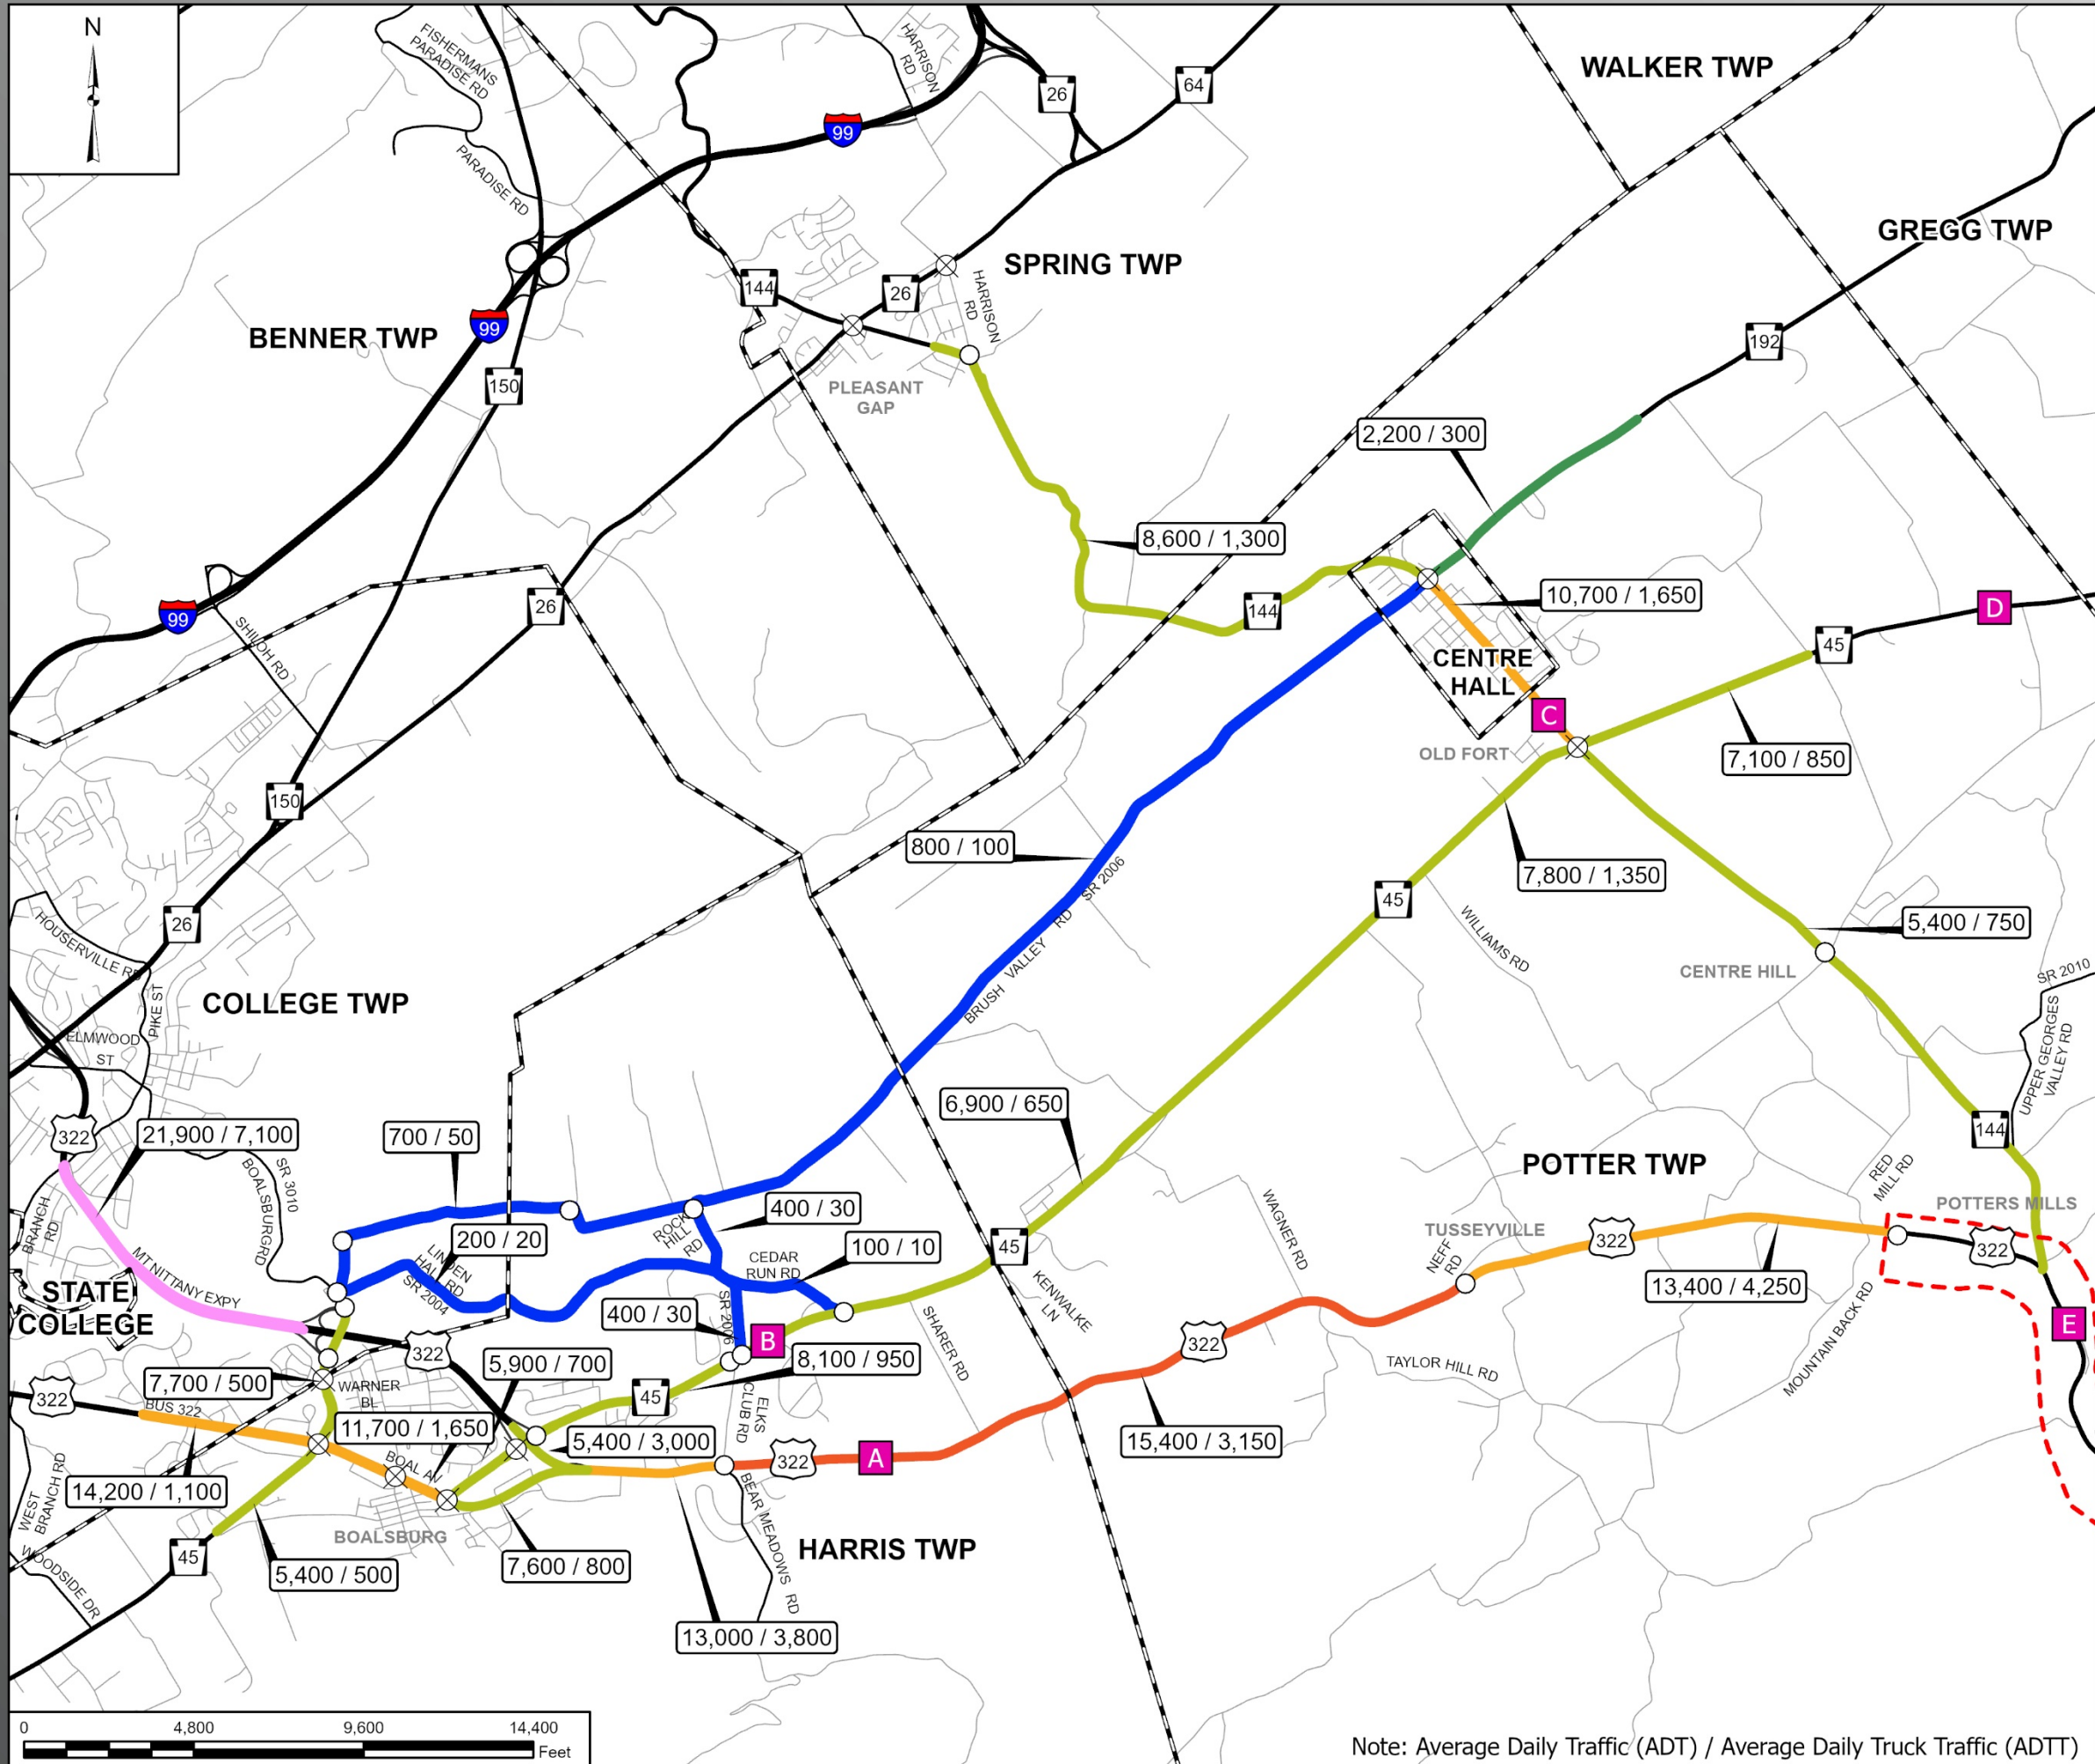 N
FISHERMANS
PARADISE RD
PARADISE RD
HARRISON
RD
26
64
99
WALKER TWP
GREGG TWP
SPRING TWP
144
26
HARRISON
RD
99
BENNER TWP
150
192
PLEASANT
GAP
2,200 / 300
8,600 / 1,300
144
10,700 / 1,650
99
26
SHILOH RD
CENTRE
HALL
45
D
C
OLD FORT
7,100 / 850
150
800 / 100
BRUSH VALLEY RD SR 2006
7,800 / 1,350
45
WILLIAMS RD
5,400 / 750
CENTRE HILL
26
HOUSERVILLE RD
COLLEGE TWP
PIKE ST
ELMWOOD
ST
SR 2010
UPPER GEORGES
VALLEY RD
322
21,900 / 7,100
700 / 50
6,900 / 650
144
SR 3010
BOALSBURG RD
BRANCH
RD
MT NITTANY EXPY
POTTER TWP
RED
MILL RD
POTTERS MILLS
400 / 30
ROCK
HILL
RD
200 / 20
LINDEN
HALL RD
SR 2004
CEDAR
RUN RD
100 / 10
45
WAGNER RD
TUSSEYVILLE
NEFF
RD
322
322
13,400 / 4,250
STATE
COLLEGE
400 / 30
SR 2006
B
KENWALKE
LN
SHARER RD
322
MOUNTAIN BACK RD
E
322
5,900 / 700
8,100 / 950
TAYLOR HILL RD
7,700 / 500
WARNER
BL
322
BUS 322
45
ELKS
CLUB RD
11,700 / 1,650
5,400 / 3,000
15,400 / 3,150
BOAL AV
322
A
14,200 / 1,100
WEST
BRANCH RD
BEAR MEADOWS RD
BOALSBURG
HARRIS TWP
45
WOODSIDE DR
5,400 / 500
7,600 / 800
13,000 / 3,800
0
4,800
9,600
14,400
Feet
Note: Average Daily Traffic (ADT) / Average Daily Truck Traffic (ADTT)